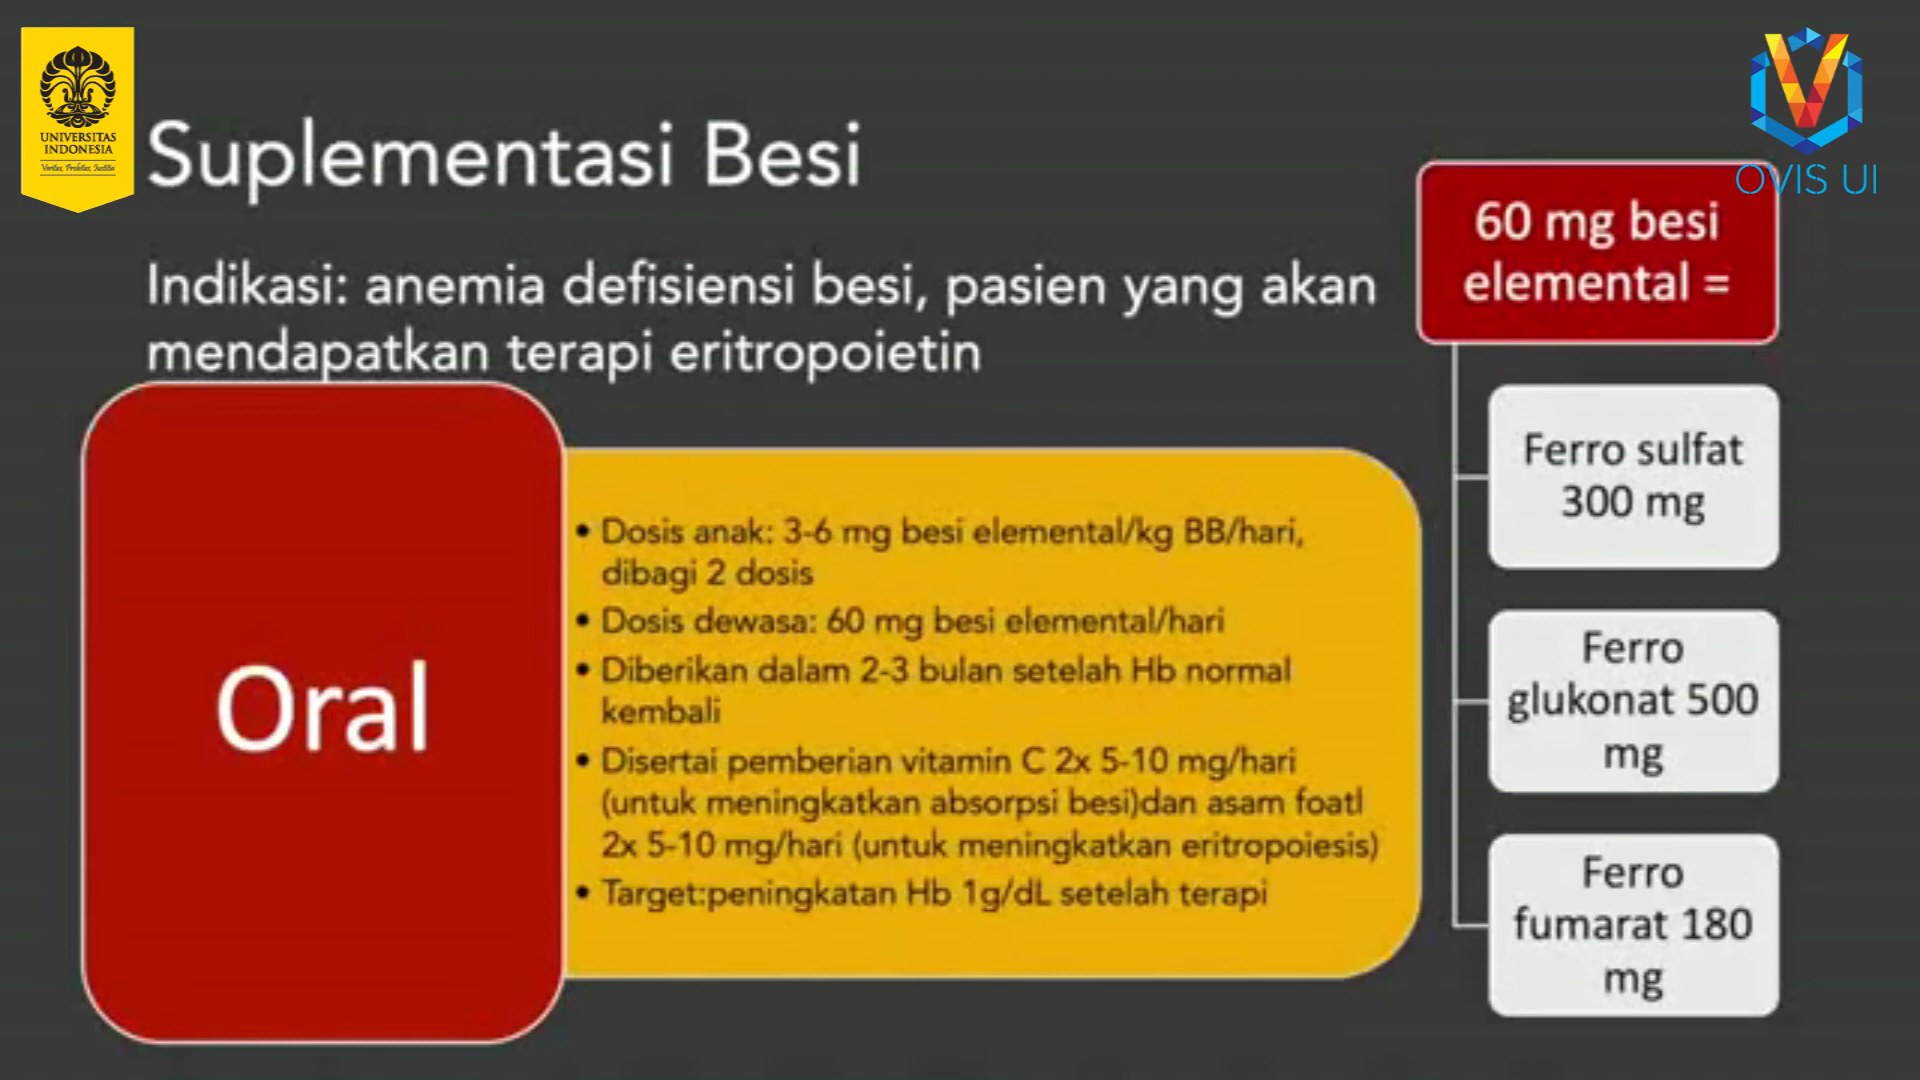 UNIVERSITAS
INDONESIA
Veritas, Probitas, Iustitia
OVIS UI
Suplementasi Besi
Indikasi: anemia defisiensi besi, pasien yang akan
mendapatkan terapi eritropoietin
Oral
• Dosis anak: 3-6 mg besi elemental/kg BB/hari,
dibagi 2 dosis
• Dosis dewasa: 60 mg besi elemental/hari
• Diberikan dalam 2-3 bulan setelah Hb normal
kembali
• Disertai pemberian vitamin C 2x 5-10 mg/hari
(untuk meningkatkan absorpsi besi)dan asam foatl
2x 5-10 mg/hari (untuk meningkatkan eritropoiesis)
• Target:peningkatan Hb 1g/dL setelah terapi
60 mg besi
elemental =
Ferro sulfat
300 mg
Ferro
glukonat 500
mg
Ferro
fumarat 180
mg